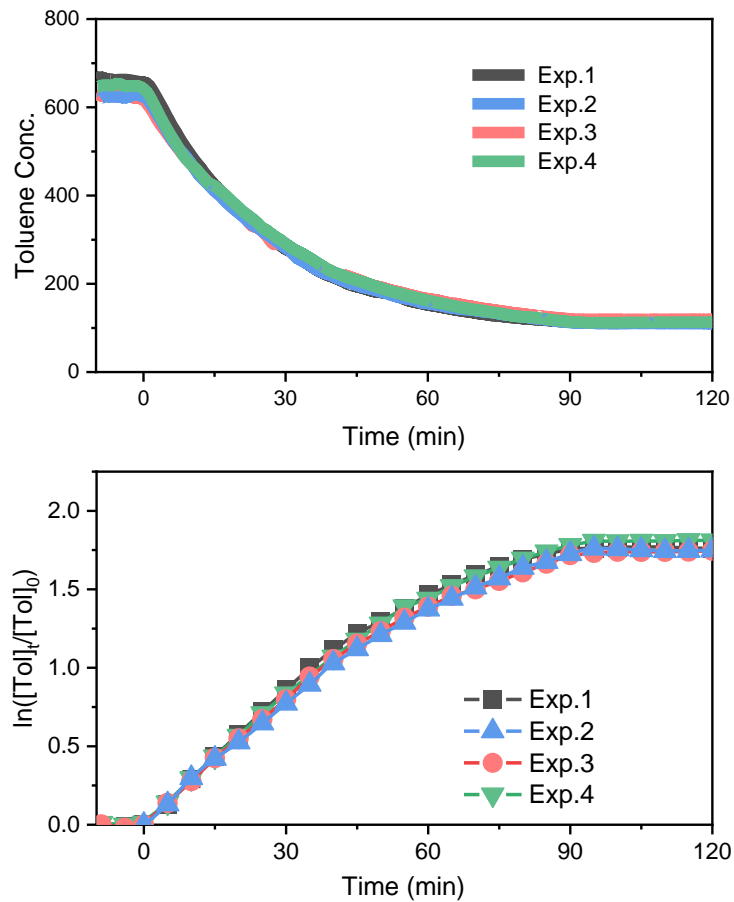 800
600
400
200
0
Toluene Conc.
Exp.1
Exp.2
Exp.3
Exp.4
0 30 60 90 120
Time (min)
2.0
1.5
1.0
0.5
0.0
ln([Tol]t/[Tol]0)
Exp.1
Exp.2
Exp.3
Exp.4
0 30 60 90 120
Time (min)